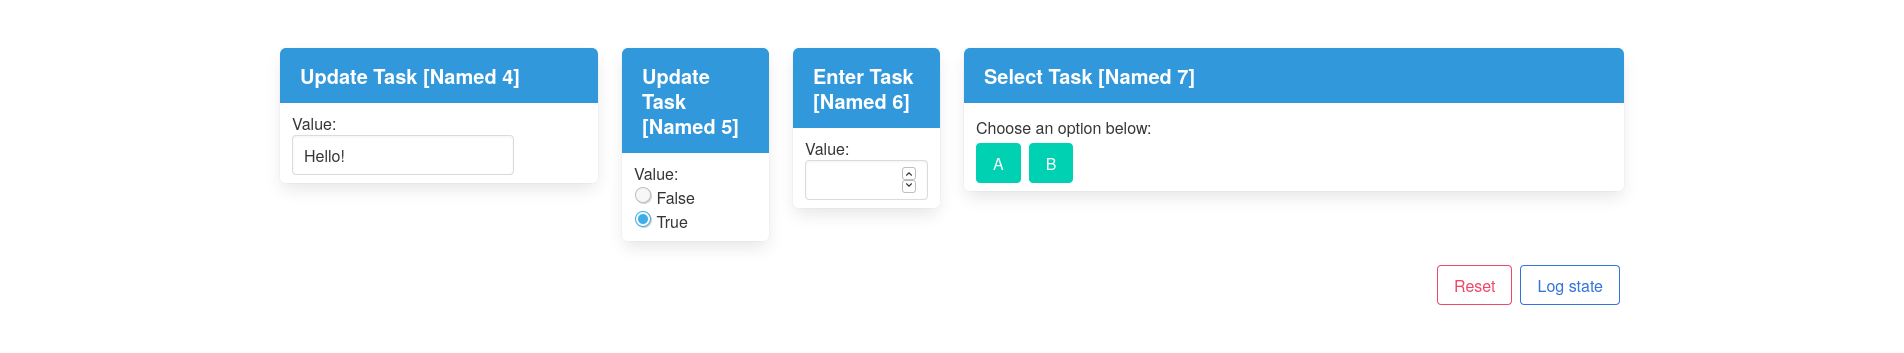 Update Task [Named 4]
Value:
Hello!
Update
Task
[Named 5]
Value:
False
True
Enter Task
[Named 6]
Value:
Select Task [Named 7]
Choose an option below:
A B
Reset Log state